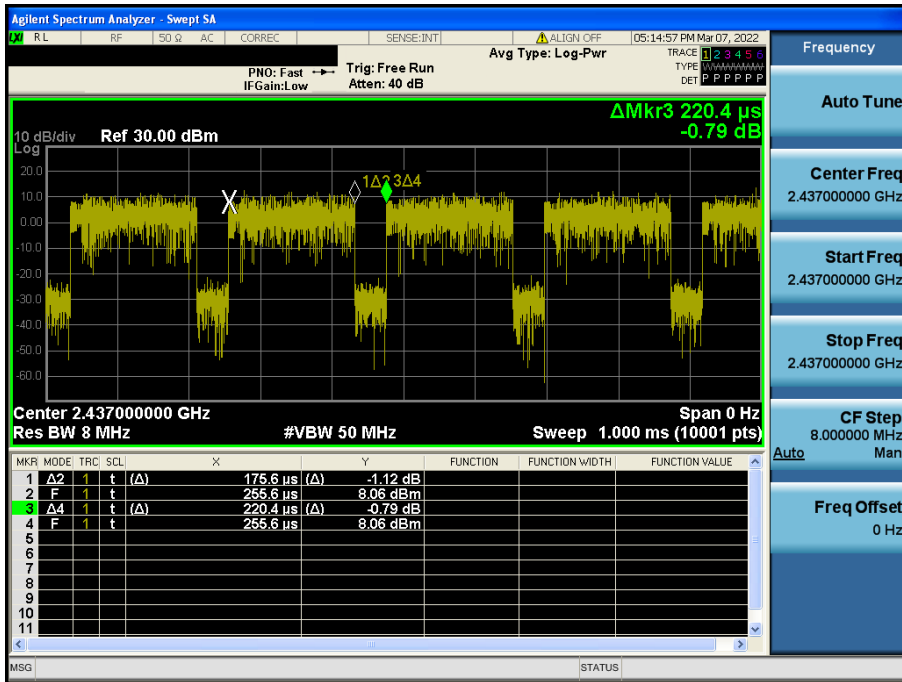 Agilent Spectrum Analyzer - Swept SA
LXI RL RF 50 Ω AC CORREC SENSE:INT ALIGN OFF 05:14:57 PM Mar 07, 2022
Avg Type: Log-Pwr TRACE 1 2 3 4 5 6
TYPE WWWWWW
PNO: Fast Trig: Free Run DET P P P P P P
IFGain:Low Atten: 40 dB
ΔMkr3 220.4 µs
-0.79 dB
10 dB/div Ref 30.00 dBm
Log
20.0
1Δ2 3Δ4
10.0
X
0.00
-10.0
-20.0
-30.0
-40.0
-50.0
-60.0
Center 2.437000000 GHz Span 0 Hz
Res BW 8 MHz #VBW 50 MHz Sweep 1.000 ms (10001 pts)
MKR MODE TRC SCL X Y FUNCTION FUNCTION WIDTH FUNCTION VALUE
1 Δ2 1 t (Δ) 175.6 µs (Δ) -1.12 dB
2 F 1 t 255.6 µs 8.06 dBm
3 Δ4 1 t (Δ) 220.4 µs (Δ) -0.79 dB
4 F 1 t 255.6 µs 8.06 dBm
5
6
7
8
9
10
11
MSG STATUS
Frequency
Auto Tune
Center Freq
2.437000000 GHz
Start Freq
2.437000000 GHz
Stop Freq
2.437000000 GHz
CF Step
8.000000 MHz
Auto Man
Freq Offset
0 Hz